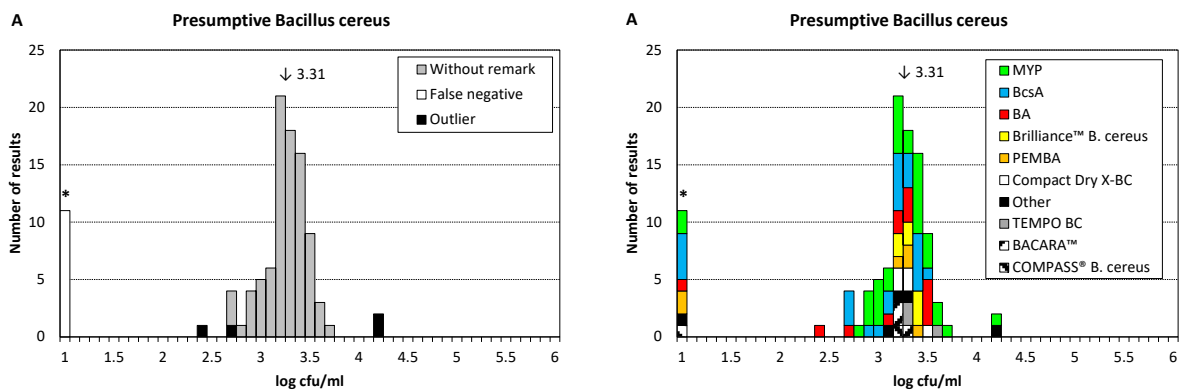 A
Presumptive Bacillus cereus
25
20
15
10
5
0
Number of results
*
↓ 3.31
Without remark
False negative
Outlier
1 1.5 2 2.5 3 3.5 4 4.5 5 5.5 6
log cfu/ml
A
Presumptive Bacillus cereus
25
20
15
10
5
0
Number of results
*
↓ 3.31
MYP
BcsA
BA
Brilliance™ B. cereus
PEMBA
Compact Dry X-BC
Other
TEMPO BC
BACARA™
COMPASS® B. cereus
1 1.5 2 2.5 3 3.5 4 4.5 5 5.5 6
log cfu/ml